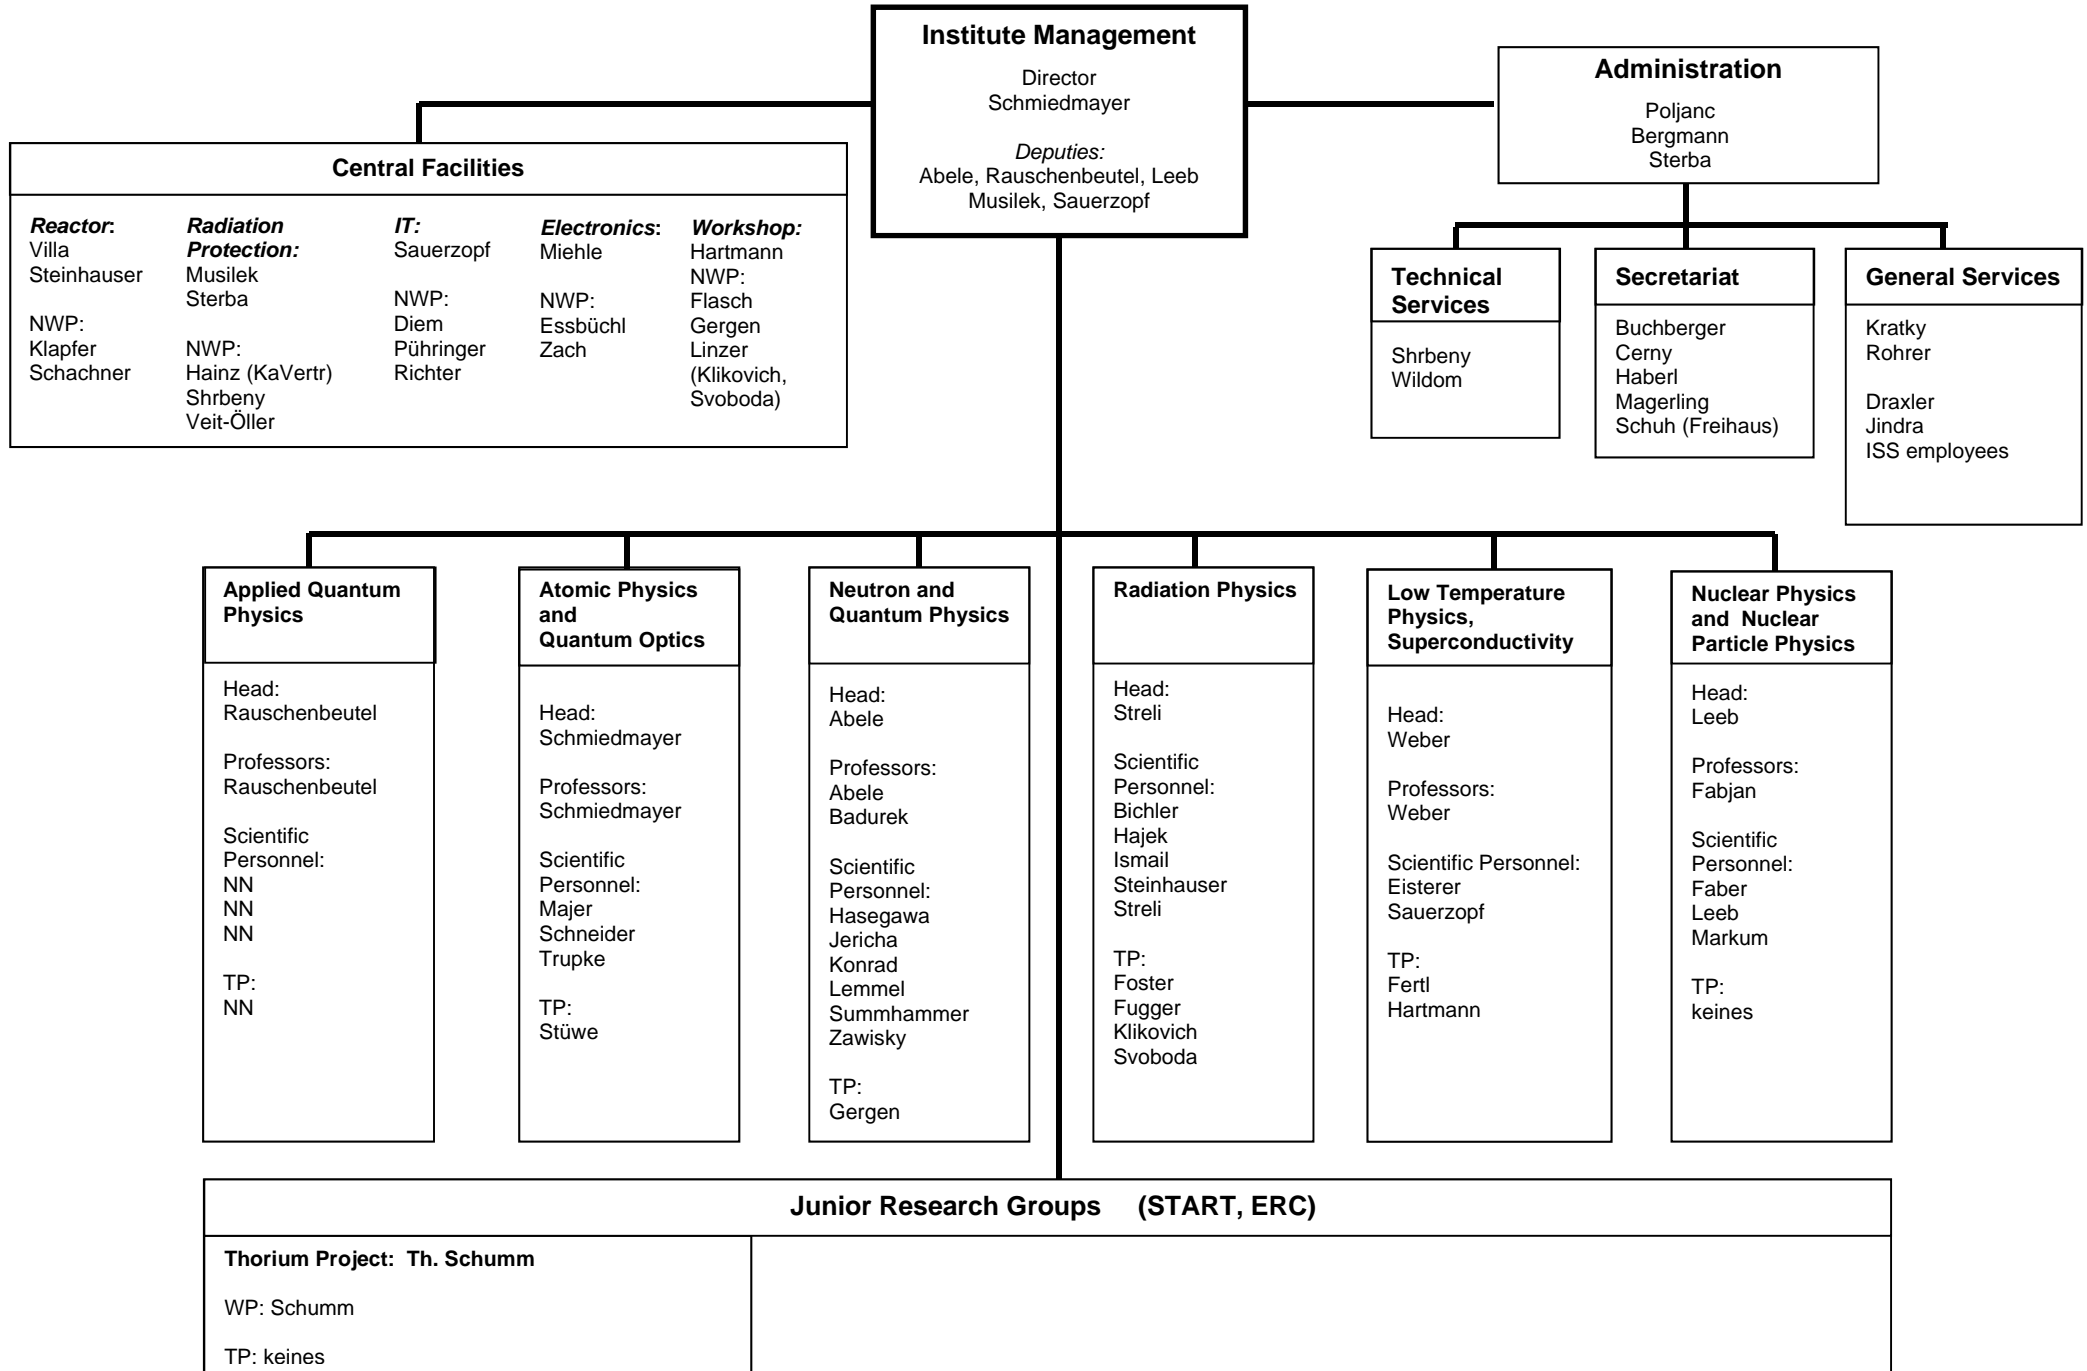 Institute Management
Director
Schmiedmayer
Deputies:
Abele, Rauschenbeutel, Leeb
Musilek, Sauerzopf
Administration
Poljanc
Bergmann
Sterba
Central Facilities
Reactor:
Villa
Steinhauser
NWP:
Klapfer
Schachner
Radiation
Protection:
Musilek
Sterba
NWP:
Hainz (KaVertr)
Shrbeny
Veit-Öller
IT:
Sauerzopf
NWP:
Diem
Pühringer
Richter
Electronics:
Miehle
NWP:
Essbüchl
Zach
Workshop:
Hartmann
NWP:
Flasch
Gergen
Linzer
(Klikovich,
Svoboda)
Technical
Services
Shrbeny
Wildom
Secretariat
Buchberger
Cerny
Haberl
Magerling
Schuh (Freihaus)
General Services
Kratky
Rohrer
Draxler
Jindra
ISS employees
Applied Quantum
Physics
Head:
Rauschenbeutel
Professors:
Rauschenbeutel
Scientific
Personnel:
NN
NN
NN
TP:
NN
Atomic Physics
and
Quantum Optics
Head:
Schmiedmayer
Professors:
Schmiedmayer
Scientific
Personnel:
Majer
Schneider
Trupke
TP:
Stüwe
Neutron and
Quantum Physics
Head:
Abele
Professors:
Abele
Badurek
Scientific
Personnel:
Hasegawa
Jericha
Konrad
Lemmel
Summhammer
Zawisky
TP:
Gergen
Radiation Physics
Head:
Streli
Scientific
Personnel:
Bichler
Hajek
Ismail
Steinhauser
Streli
TP:
Foster
Fugger
Klikovich
Svoboda
Low Temperature
Physics,
Superconductivity
Head:
Weber
Professors:
Weber
Scientific Personnel:
Eisterer
Sauerzopf
TP:
Fertl
Hartmann
Nuclear Physics
and Nuclear
Particle Physics
Head:
Leeb
Professors:
Fabjan
Scientific
Personnel:
Faber
Leeb
Markum
TP:
keines
Junior Research Groups (START, ERC)
Thorium Project: Th. Schumm
WP: Schumm
TP: keines